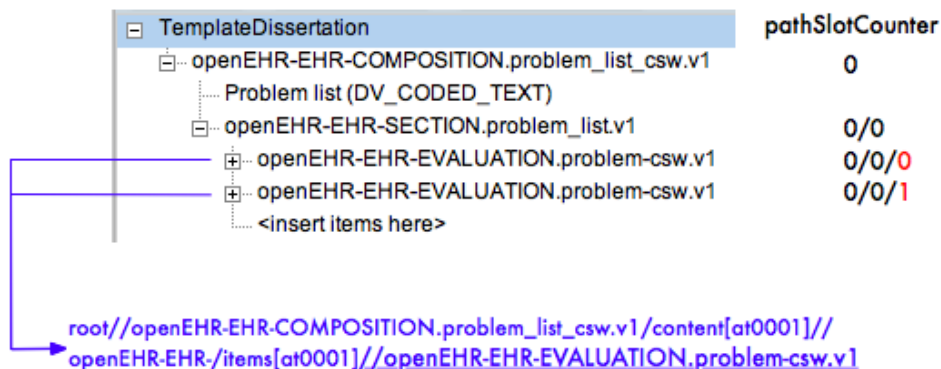 TemplateDissertation pathSlotCounter
openEHR-EHR-COMPOSITION.problem_list_csw.v1 0
Problem list (DV_CODED_TEXT)
openEHR-EHR-SECTION.problem_list.v1 0/0
openEHR-EHR-EVALUATION.problem-csw.v1 0/0/0
openEHR-EHR-EVALUATION.problem-csw.v1 0/0/1
<insert items here>
root//openEHR-EHR-COMPOSITION.problem_list_csw.v1/content[at0001]//
openEHR-EHR-/items[at0001]//openEHR-EHR-EVALUATION.problem-csw.v1